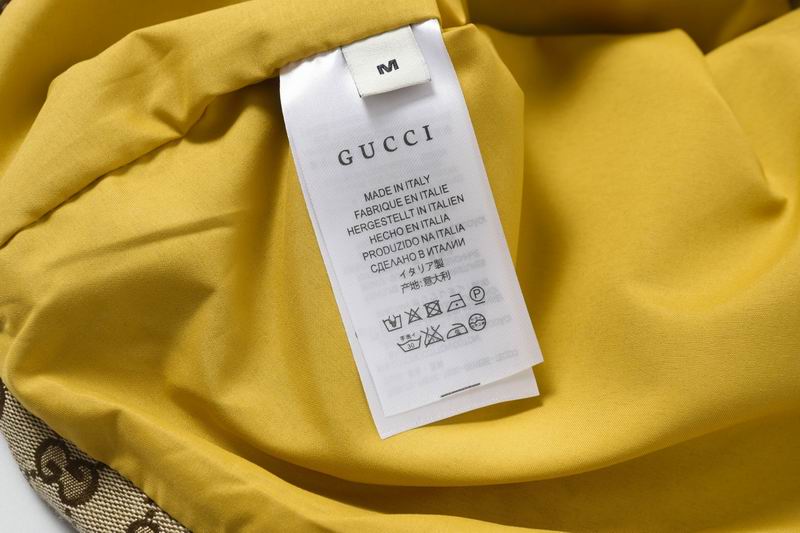 M
GUCCI
MADE IN ITALY
FABRIQUE EN ITALIE
HERGESTELLT IN ITALIEN
HECHO EN ITALIA
PRODUZIDO NA ITALIA
СДЕЛАНО В ИТАЛИИ
イタリア製
产地:意大利
P
30